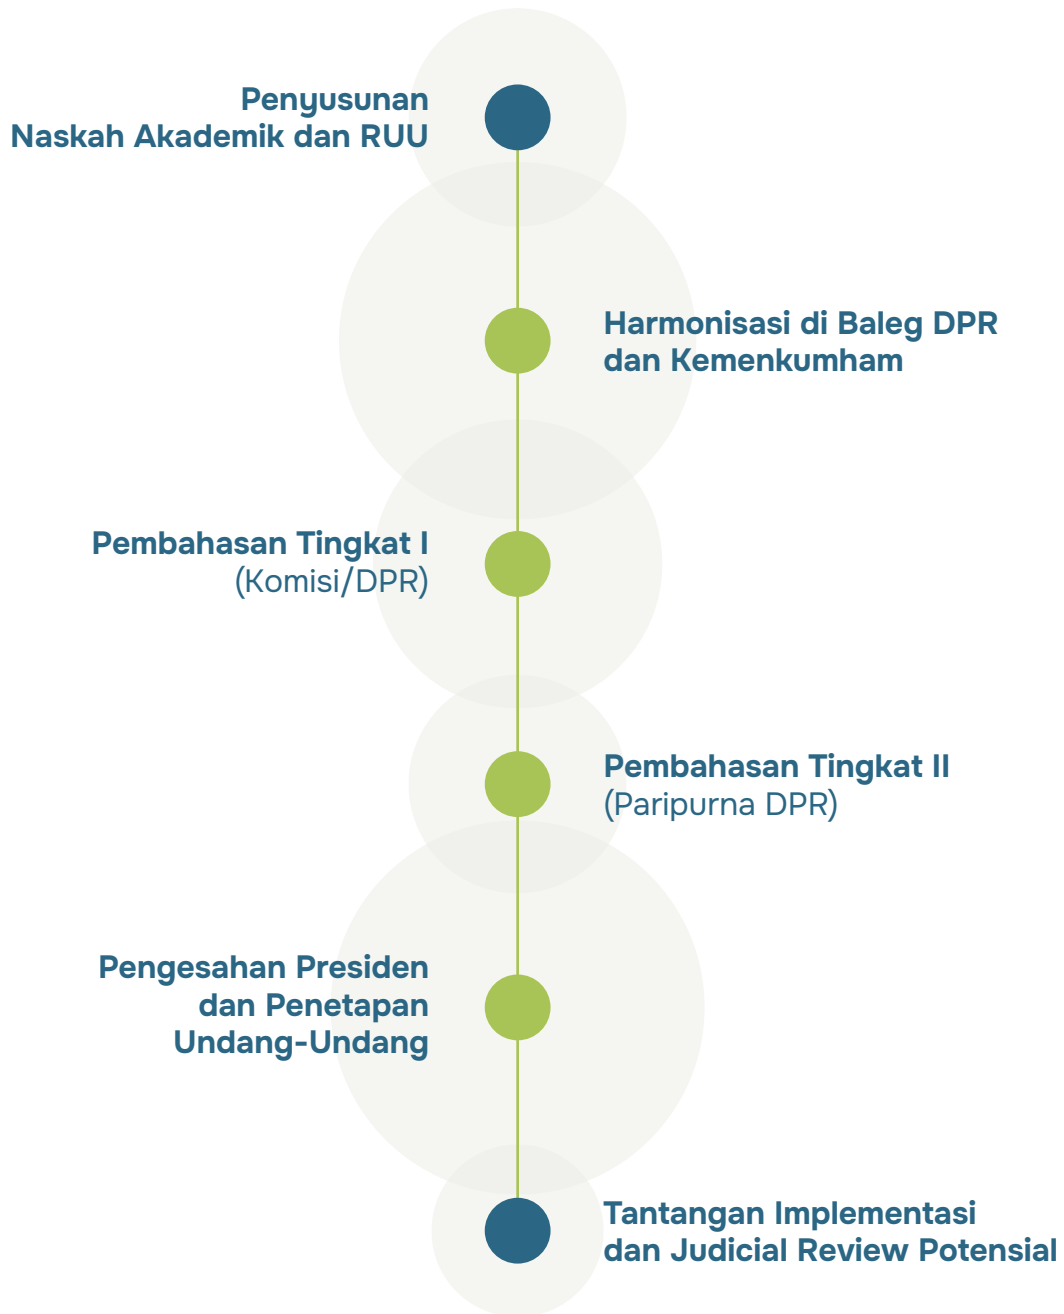 Penyusunan
Naskah Akademik dan RUU
Harmonisasi di Baleg DPR
dan Kemenkumham
Pembahasan Tingkat I
(Komisi/DPR)
Pembahasan Tingkat II
(Paripurna DPR)
Pengesahan Presiden
dan Penetapan
Undang-Undang
Tantangan Implementasi
dan Judicial Review Potensial